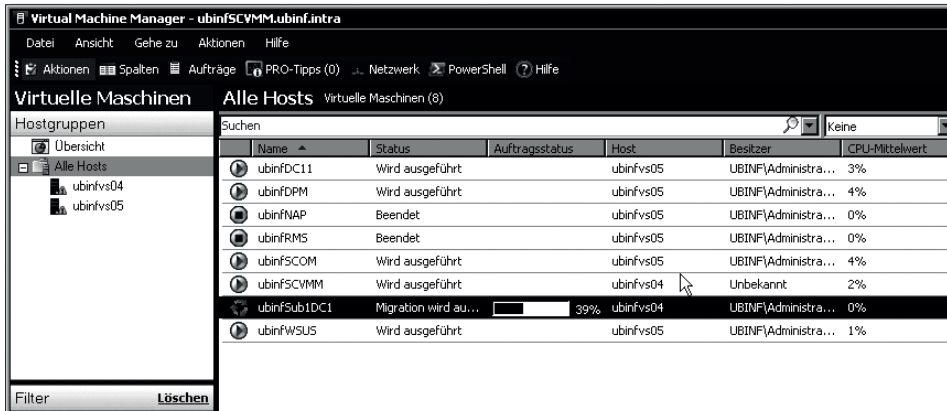 Virtual Machine Manager - ubinfSCVMM.ubinf.intra
Datei Ansicht Gehe zu Aktionen Hilfe
Aktionen Spalten Aufträge PRO-Tipps (0) Netzwerk PowerShell Hilfe
Virtuelle Maschinen Alle Hosts Virtuelle Maschinen (8)
Hostgruppen Suchen Keine
Übersicht
Alle Hosts
ubinfvs04
ubinfvs05
Name Status Auftragsstatus Host Besitzer CPU-Mittelwert
ubinfDC11 Wird ausgeführt ubinfvs05 UBINF\Administra... 3%
ubinfDPM Wird ausgeführt ubinfvs05 UBINF\Administra... 4%
ubinfNAP Beendet ubinfvs05 UBINF\Administra... 0%
ubinfRMS Beendet ubinfvs05 UBINF\Administra... 0%
ubinfSCOM Wird ausgeführt ubinfvs05 UBINF\Administra... 4%
ubinfSCVMM Wird ausgeführt ubinfvs04 Unbekannt 2%
ubinfSub1DC1 Migration wird au... 39% ubinfvs04 UBINF\Administra... 0%
ubinfWSUS Wird ausgeführt ubinfvs05 UBINF\Administra... 1%
Filter Löschen